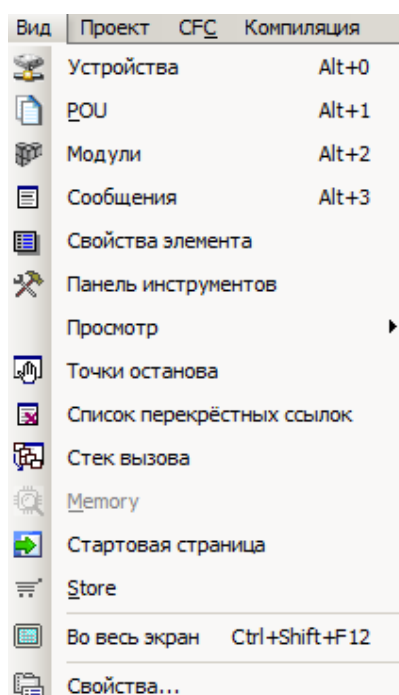 Вид Проект CFC Компиляция
Устройства Alt+0
POU Alt+1
Модули Alt+2
Сообщения Alt+3
Свойства элемента
Панель инструментов
Просмотр
Точки останова
Список перекрёстных ссылок
Стек вызова
Memory
Стартовая страница
Store
Во весь экран Ctrl+Shift+F12
Свойства...